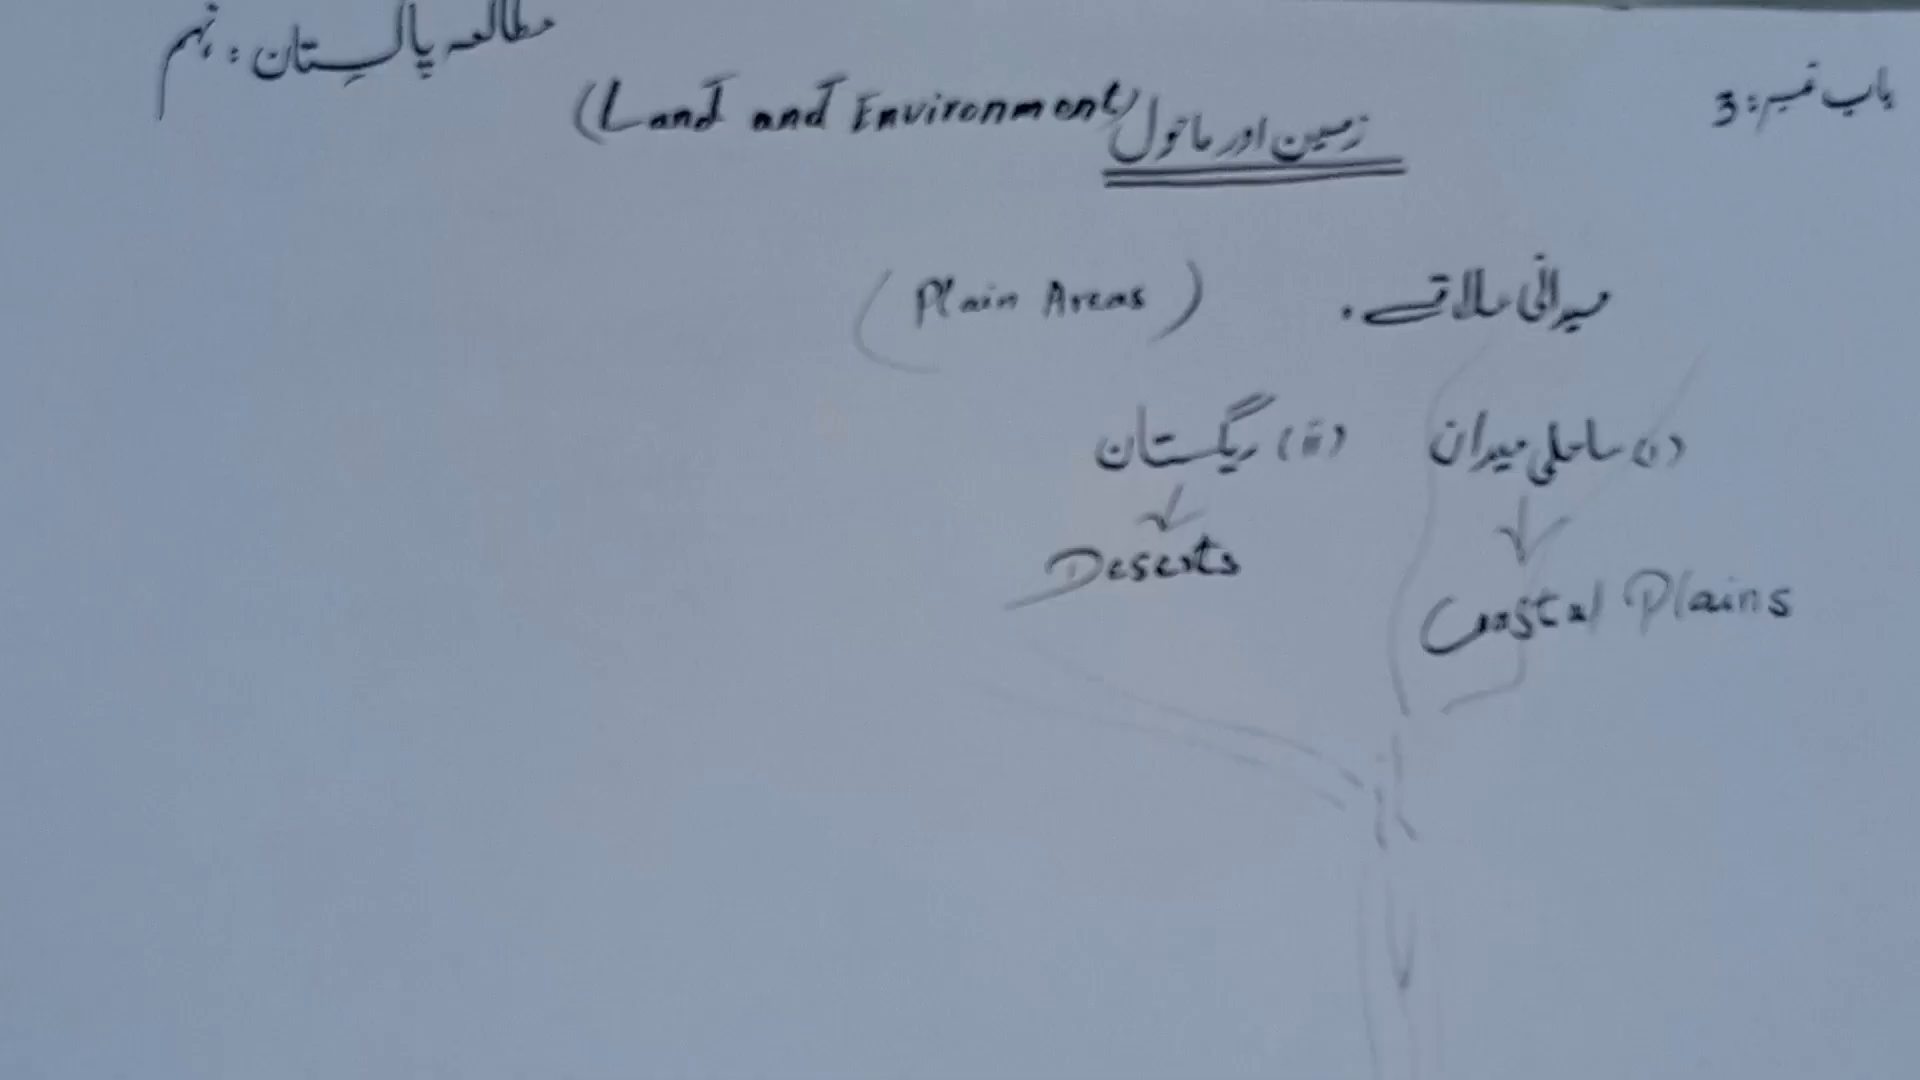 باب نمبر: 3
مطالعہ پاکستان: نہم
زمین اور ماحول (Land and Environment)
میدانی علاقے. (Plain Areas)
(i) ساحلی میدان (ii) ریگستان
Coastal Plains Deserts